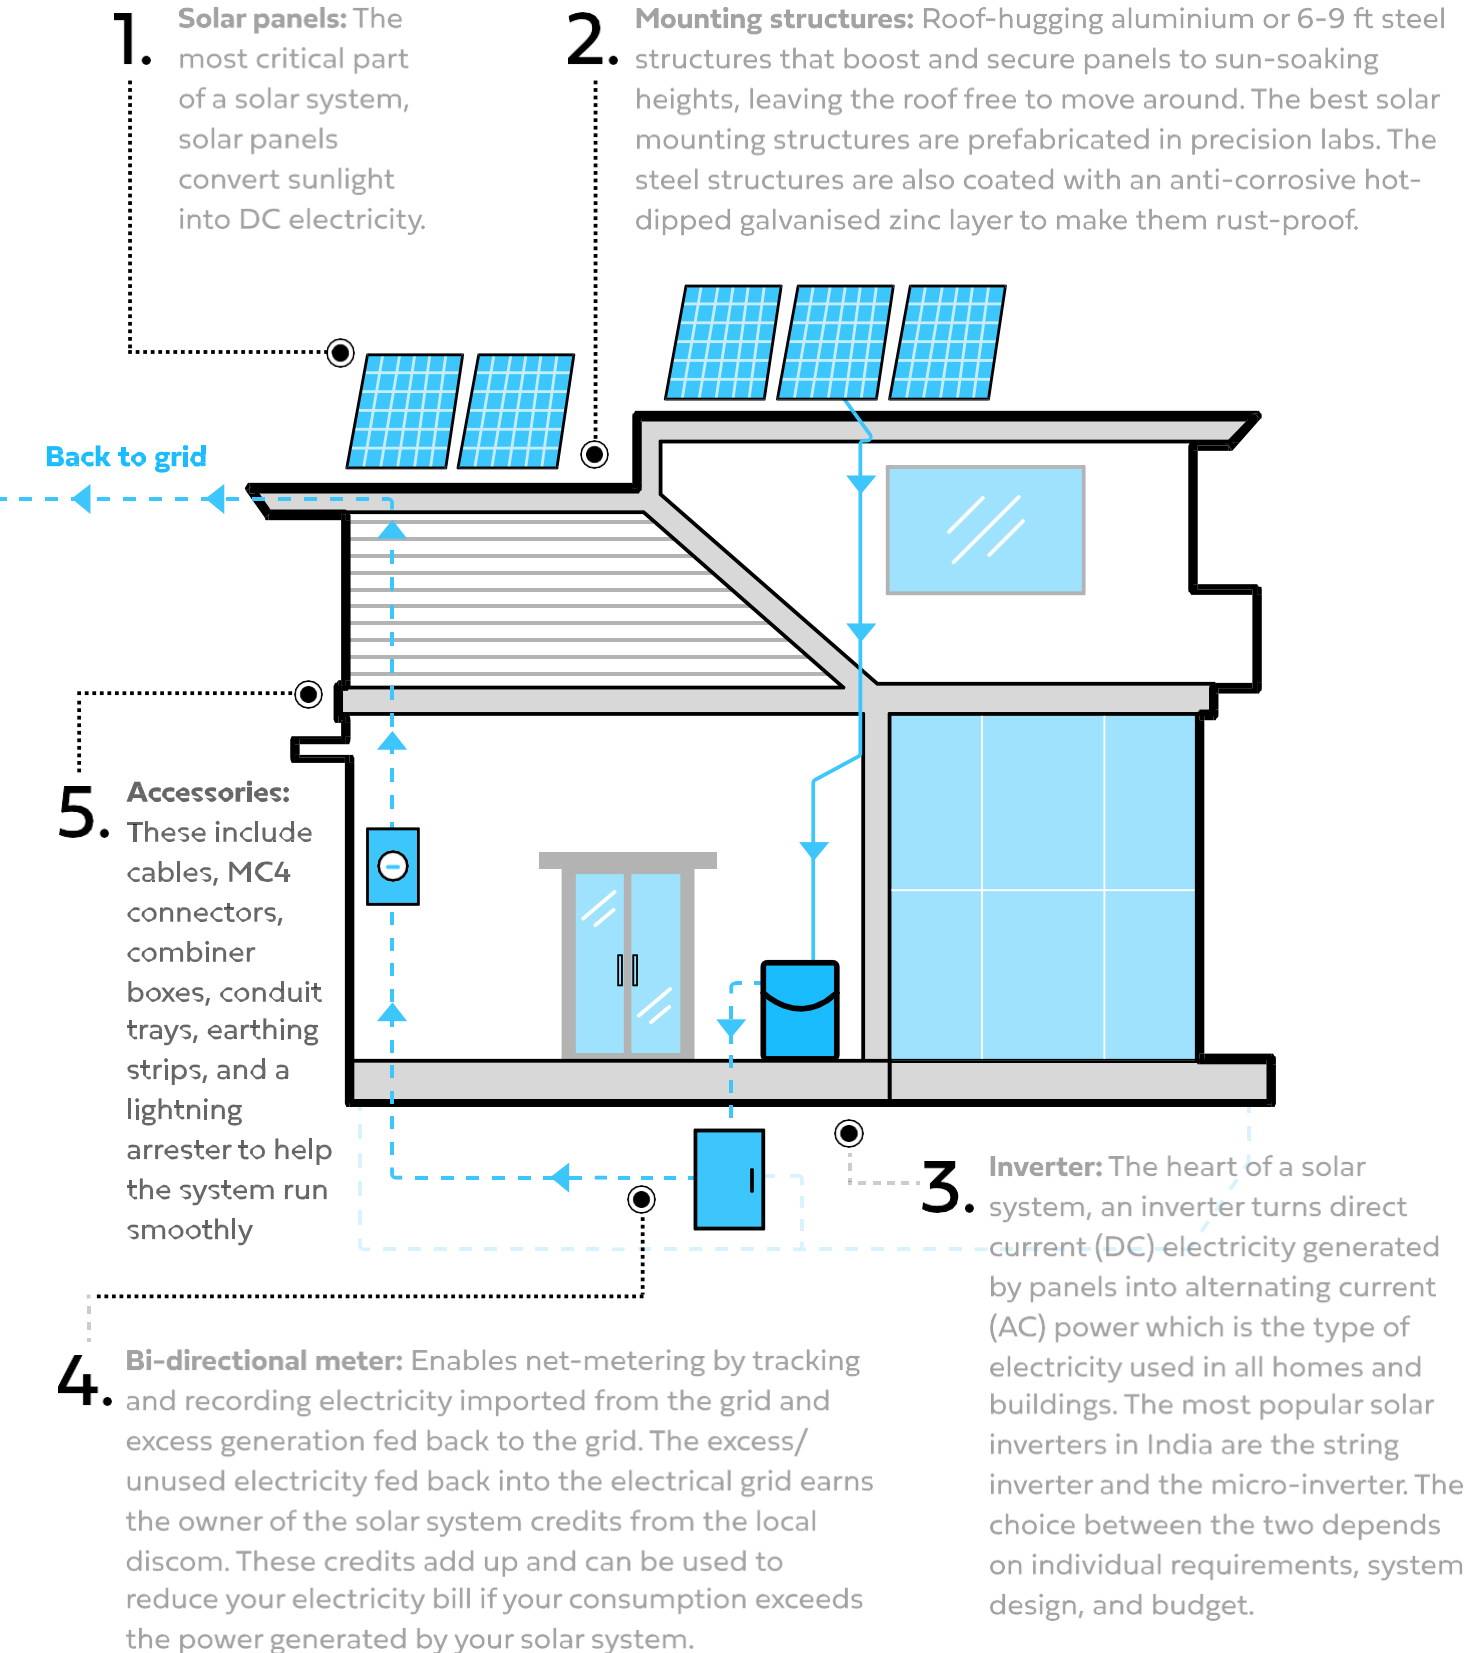 1.
Solar panels: The
most critical part
of a solar system,
solar panels
convert sunlight
into DC electricity.
2.
Mounting structures: Roof-hugging aluminium or 6-9 ft steel
structures that boost and secure panels to sun-soaking
heights, leaving the roof free to move around. The best solar
mounting structures are prefabricated in precision labs. The
steel structures are also coated with an anti-corrosive hot-
dipped galvanised zinc layer to make them rust-proof.
Back to grid
5.
Accessories:
These include
cables, MC4
connectors,
combiner
boxes, conduit
trays, earthing
strips, and a
lightning
arrester to help
the system run
smoothly
3.
Inverter: The heart of a solar
system, an inverter turns direct
current (DC) electricity generated
by panels into alternating current
(AC) power which is the type of
electricity used in all homes and
buildings. The most popular solar
inverters in India are the string
inverter and the micro-inverter. The
choice between the two depends
on individual requirements, system
design, and budget.
4.
Bi-directional meter: Enables net-metering by tracking
and recording electricity imported from the grid and
excess generation fed back to the grid. The excess/
unused electricity fed back into the electrical grid earns
the owner of the solar system credits from the local
discom. These credits add up and can be used to
reduce your electricity bill if your consumption exceeds
the power generated by your solar system.